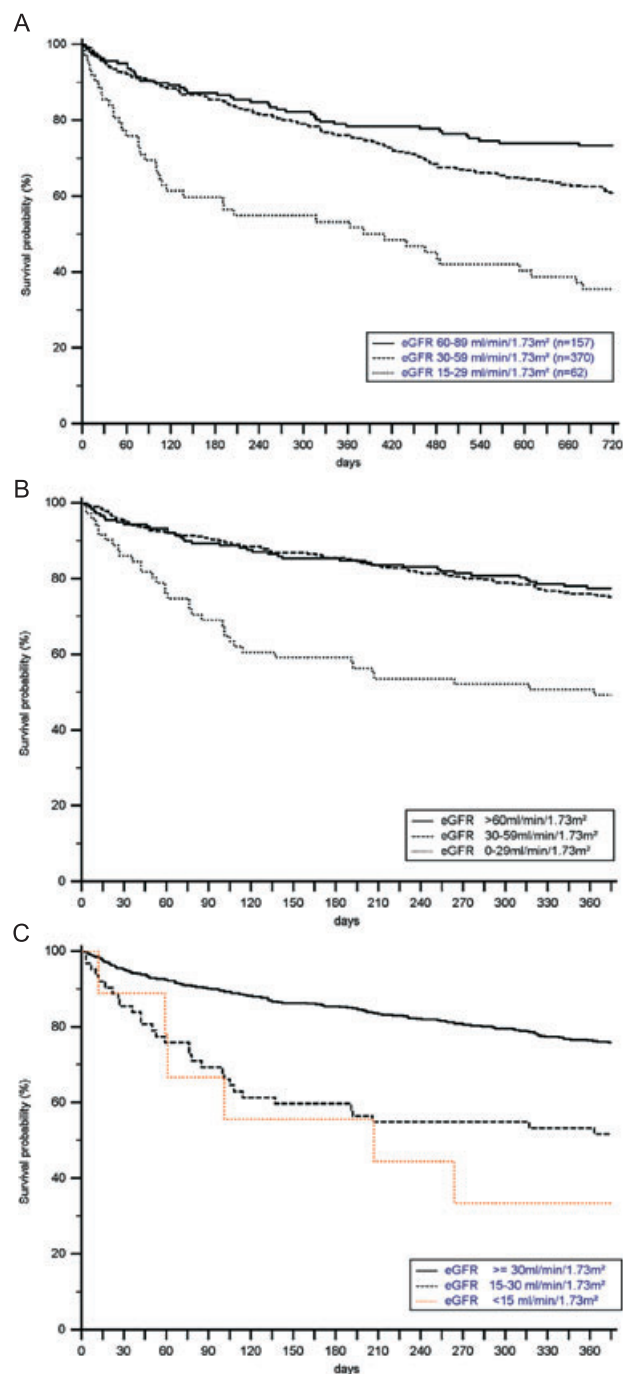 A
100
80
60
40
20
0
Survival probability (%)
eGFR 60-89 ml/min/1.73m² (n=157)
eGFR 30-59 ml/min/1.73m² (n=370)
eGFR 15-29 ml/min/1.73m² (n=62)
0 60 120 180 240 300 360 420 480 540 600 660 720
days
B
100
80
60
40
20
0
Survival probability (%)
eGFR >60ml/min/1.73m²
eGFR 30-59ml/min/1.73m²
eGFR 0-29ml/min/1.73m²
0 30 60 90 120 150 180 210 240 270 300 330 360
days
C
100
80
60
40
20
0
Survival probability (%)
eGFR >= 30ml/min/1.73m²
eGFR 15-30 ml/min/1.73m²
eGFR <15 ml/min/1.73m²
0 30 60 90 120 150 180 210 240 270 300 330 360
days